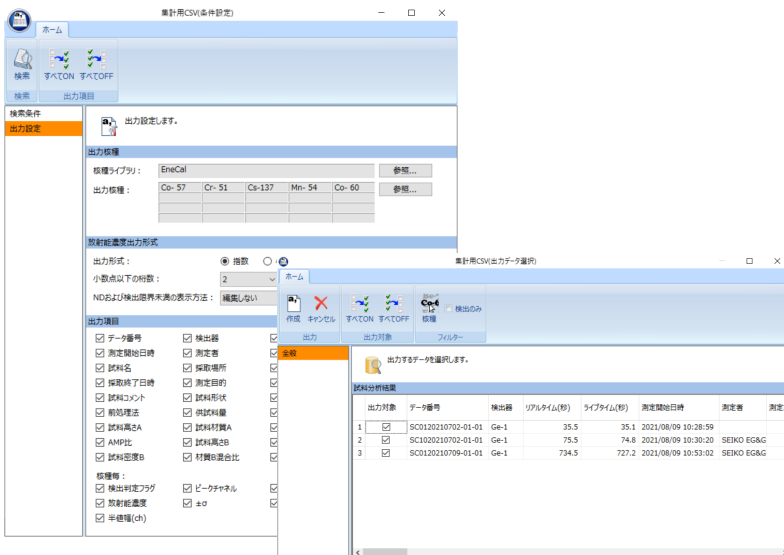 集計用CSV(条件設定)
ホーム
検索 すべてON すべてOFF
検索 出力項目
検索条件
出力設定
出力設定します。
出力核種
核種ライブラリ： EneCal 参照...
出力核種： Co- 57 Cr- 51 Cs-137 Mn- 54 Co- 60 参照...
放射能濃度出力形式
出力形式： 指数
小数点以下の桁数： 2
NDおよび検出限界未満の表示方法： 編集しない
出力項目
データ番号 検出器
測定開始日時 測定者
試料名 採取場所
採取終了日時 測定目的
試料コメント 試料形状
前処理法 供試料量
試料高さA 試料材質A
AMP比 試料高さB
試料密度B 材質B混合比
核種毎：
検出判定フラグ ピークチャネル
放射能濃度 ±σ
半値幅(ch)
集計用CSV(出力データ選択)
ホーム
作成 キャンセル すべてON すべてOFF 核種 検出のみ
出力 出力対象 フィルター
全般
出力するデータを選択します。
試料分析結果
出力対象 データ番号 検出器 リアルタイム(秒) ライブタイム(秒) 測定開始日時 測定者 測定
1 SC0120210702-01-01 Ge-1 35.5 35.1 2021/08/09 10:28:59
2 SC1020210702-01-01 Ge-1 75.5 74.8 2021/08/09 10:30:20 SEIKO EG&G
3 SC0120210709-01-01 Ge-1 734.5 727.2 2021/08/09 10:53:02 SEIKO EG&G